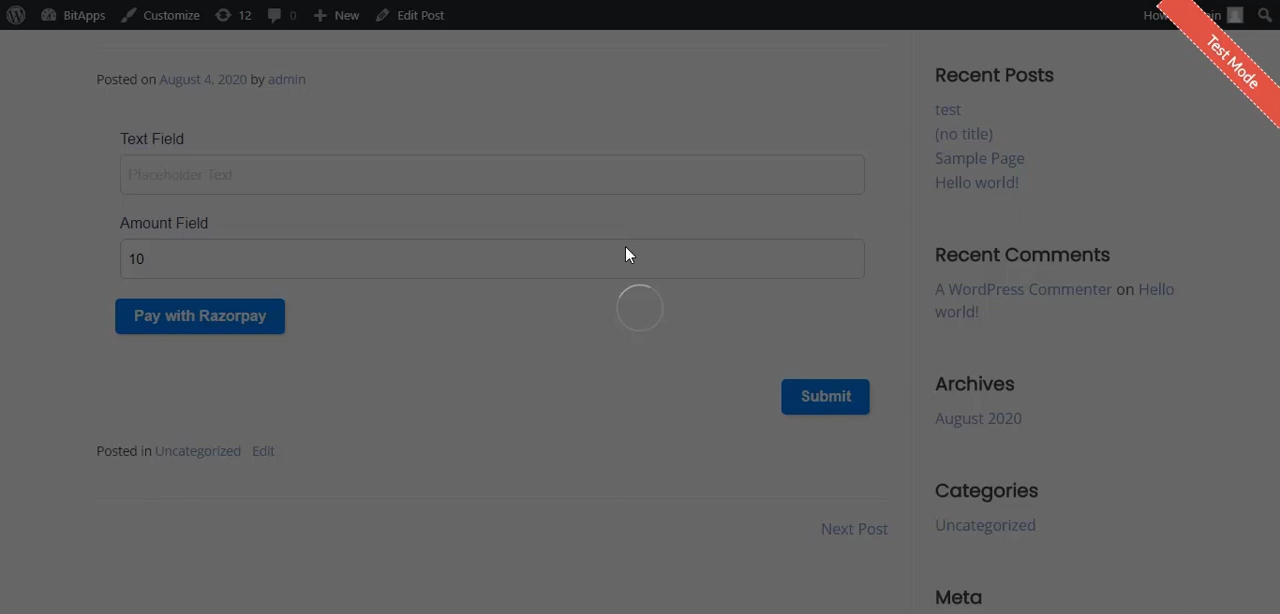 BitApps Customize 12 0 New Edit Post
Test Mode
Posted on August 4, 2020 by admin
Text Field
Placeholder Text
Amount Field
10
Pay with Razorpay
Submit
Posted in Uncategorized Edit
Next Post
Recent Posts
test
(no title)
Sample Page
Hello world!
Recent Comments
A WordPress Commenter on Hello
world!
Archives
August 2020
Categories
Uncategorized
Meta